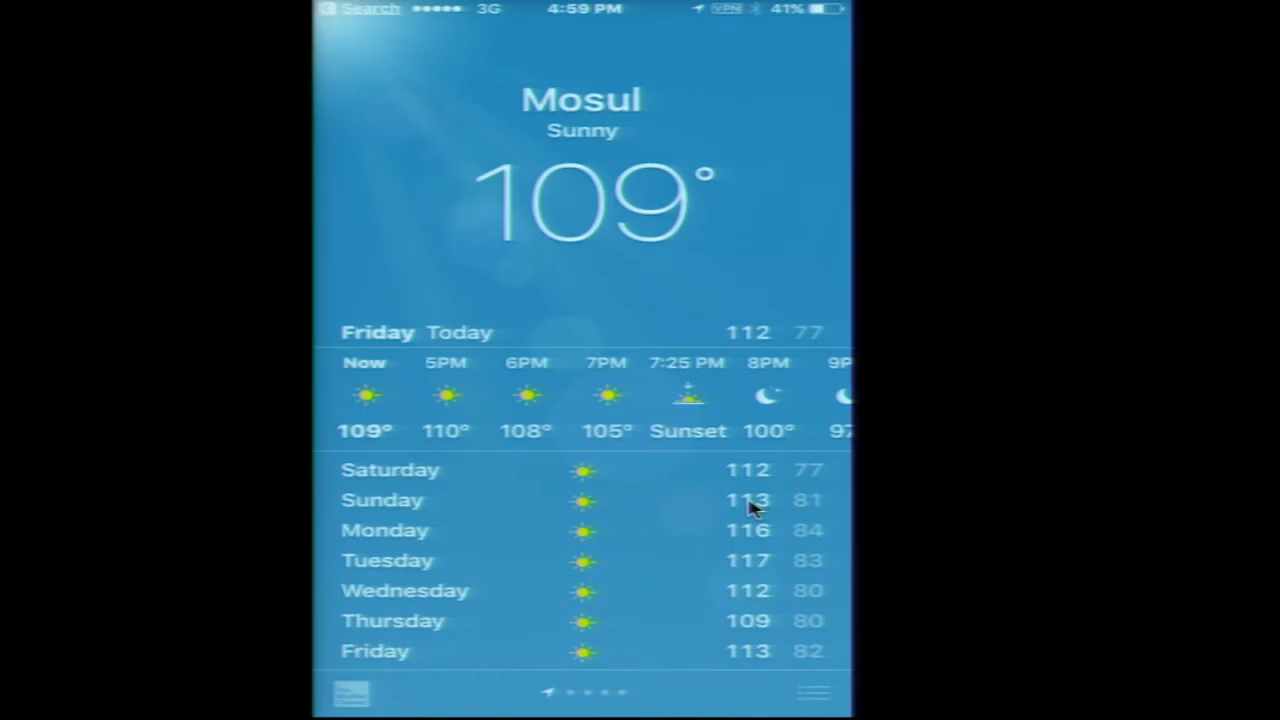 Search 3G 4:59 PM VPN 41%
Mosul
Sunny
109°
Friday Today 112 77
Now 5PM 6PM 7PM 7:25 PM 8PM 9P
109° 110° 108° 105° Sunset 100° 97
Saturday 112 77
Sunday 113 81
Monday 116 84
Tuesday 117 83
Wednesday 112 80
Thursday 109 80
Friday 113 82